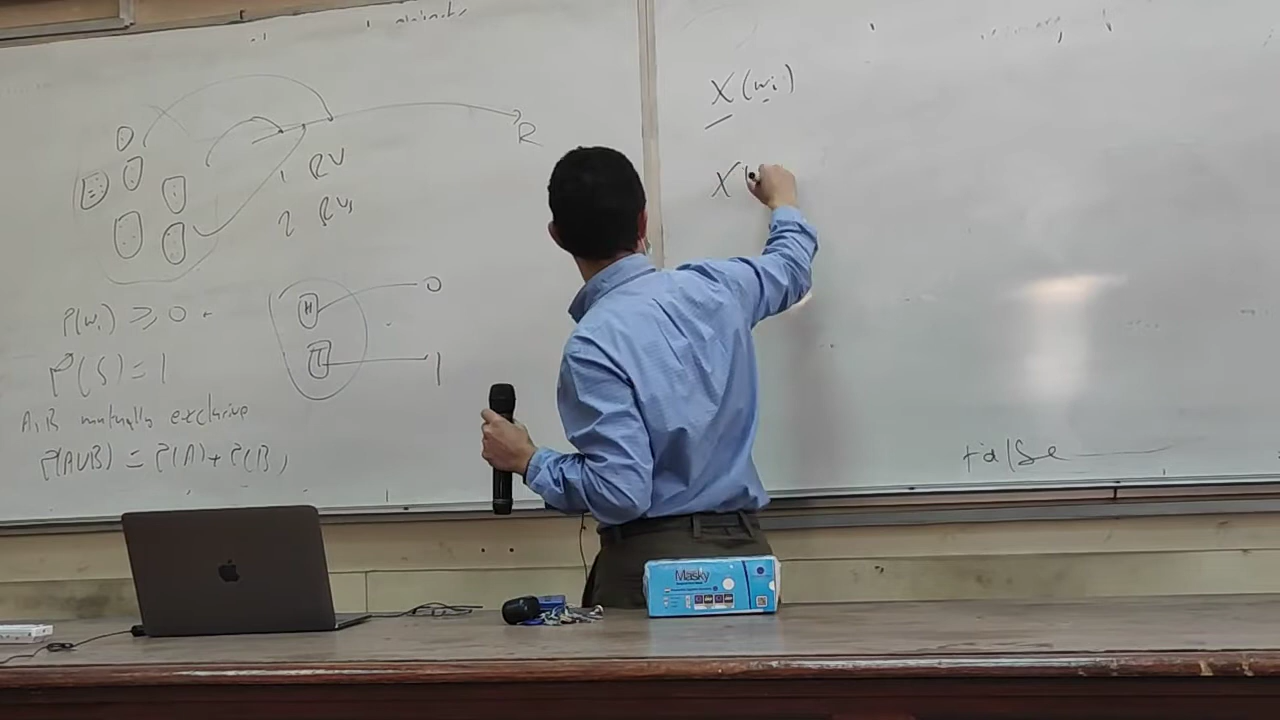 R
1 RV
2 RVs
H 0
T 1
P(wi) ≥ 0
P(S) = 1
A,B mutually exclusive
P(A∪B) = P(A) + P(B)
X(wi)
X(
false
Masky